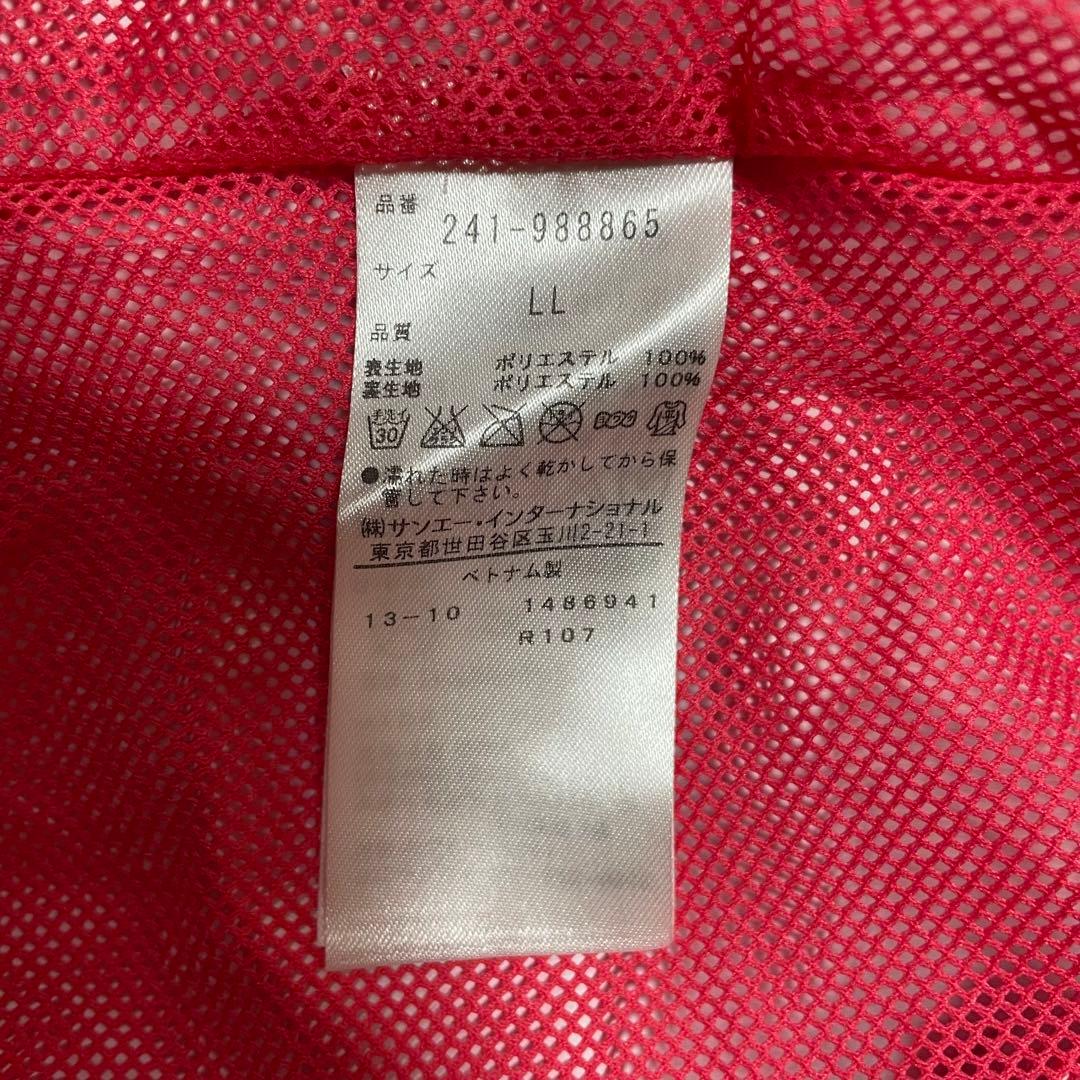 品番
241-988865
サイズ
LL
品質
表生地 ポリエステル 100%
裏生地 ポリエステル 100%
手洗イ
30
●濡れた時はよく乾かしてから保
管して下さい。
(株)サンエー・インターナショナル
東京都世田谷区玉川2-21-1
ベトナム製
13-10 1486941
R107